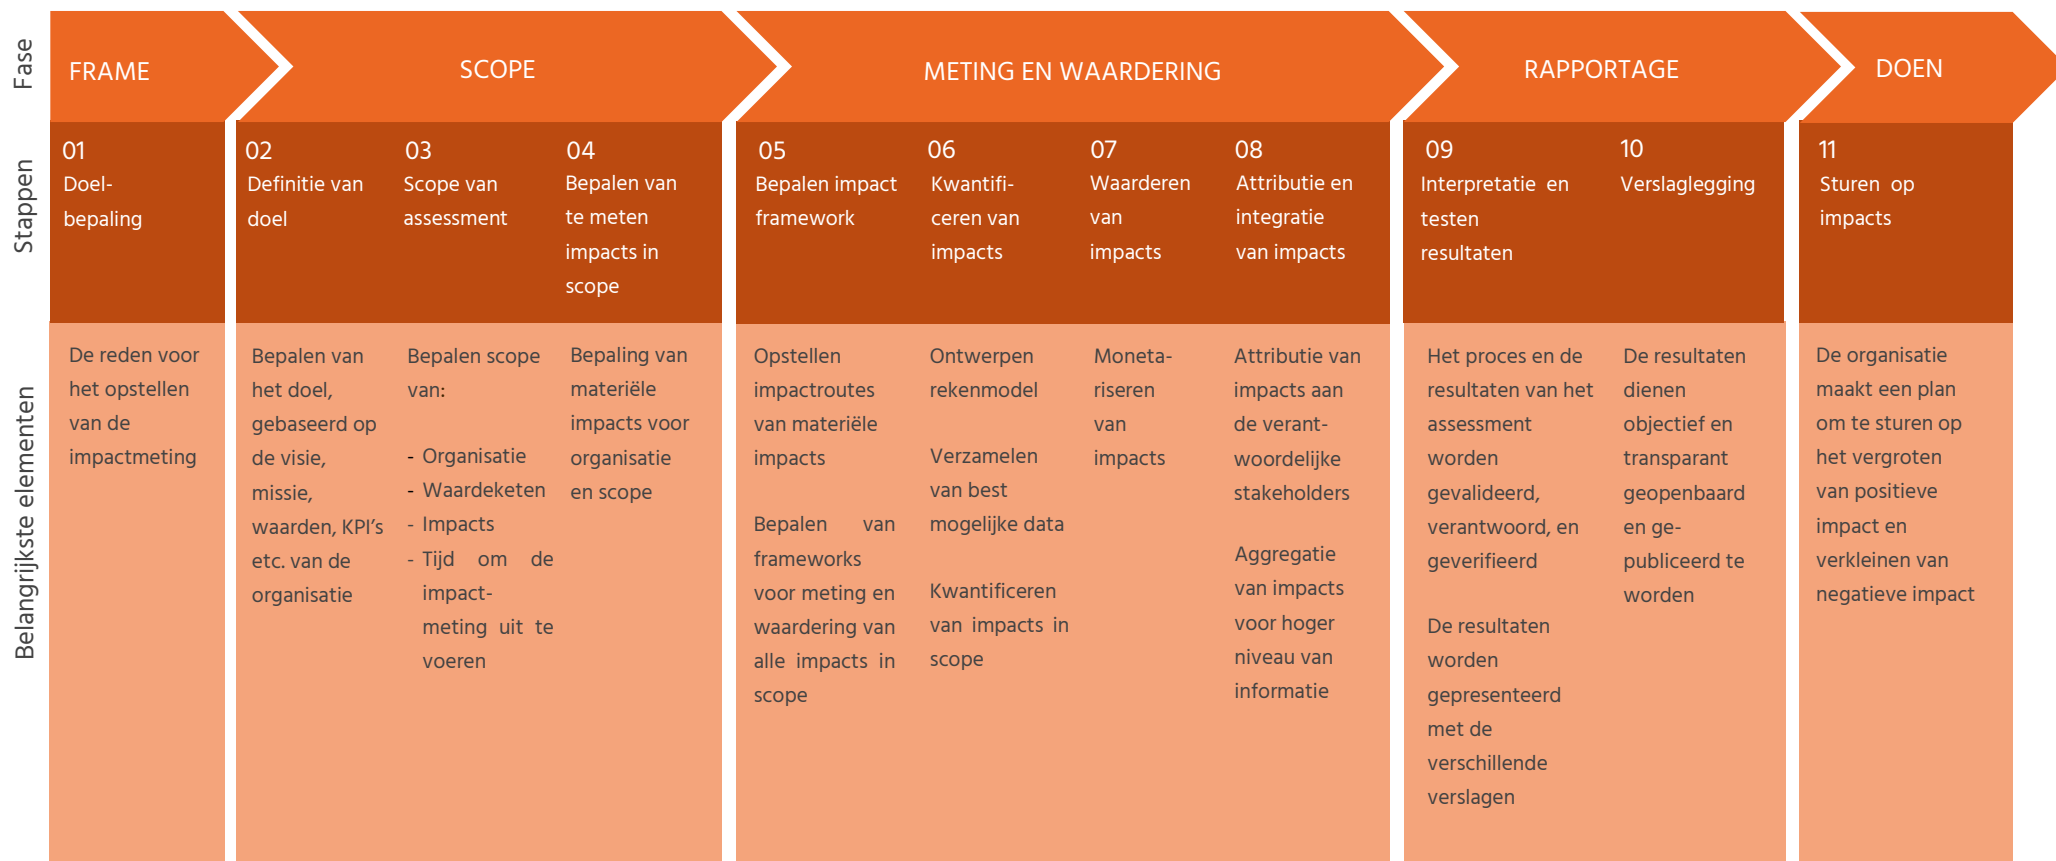 Fase
FRAME
SCOPE
METING EN WAARDERING
RAPPORTAGE
DOEN
Stappen
01
Doel-
bepaling
02
Definitie van
doel
03
Scope van
assessment
04
Bepalen van
te meten
impacts in
scope
05
Bepalen impact
framework
06
Kwantifi-
ceren van
impacts
07
Waarderen
van
impacts
08
Attributie en
integratie
van impacts
09
Interpretatie en
testen
resultaten
10
Verslaglegging
11
Sturen op
impacts
Belangrijkste elementen
De reden voor
het opstellen
van de
impactmeting
Bepalen van
het doel,
gebaseerd op
de visie,
missie,
waarden, KPI's
etc. van de
organisatie
Bepalen scope
van:
- Organisatie
- Waardeketen
- Impacts
- Tijd om de
impact-
meting uit te
voeren
Bepaling van
materiële
impacts voor
organisatie
en scope
Opstellen
impactroutes
van materiële
impacts
Bepalen van
frameworks
voor meting en
waardering van
alle impacts in
scope
Ontwerpen
rekenmodel
Verzamelen
van best
mogelijke data
Kwantificeren
van impacts in
scope
Moneta-
riseren
van
impacts
Attributie van
impacts aan
de verant-
woordelijke
stakeholders
Aggregatie
van impacts
voor hoger
niveau van
informatie
Het proces en de
resultaten van het
assessment
worden
gevalideerd,
verantwoord, en
geverifieerd
De resultaten
worden
gepresenteerd
met de
verschillende
verslagen
De resultaten
dienen
objectief en
transparant
geopenbaard
en ge-
publiceerd te
worden
De organisatie
maakt een plan
om te sturen op
het vergroten
van positieve
impact en
verkleinen van
negatieve impact